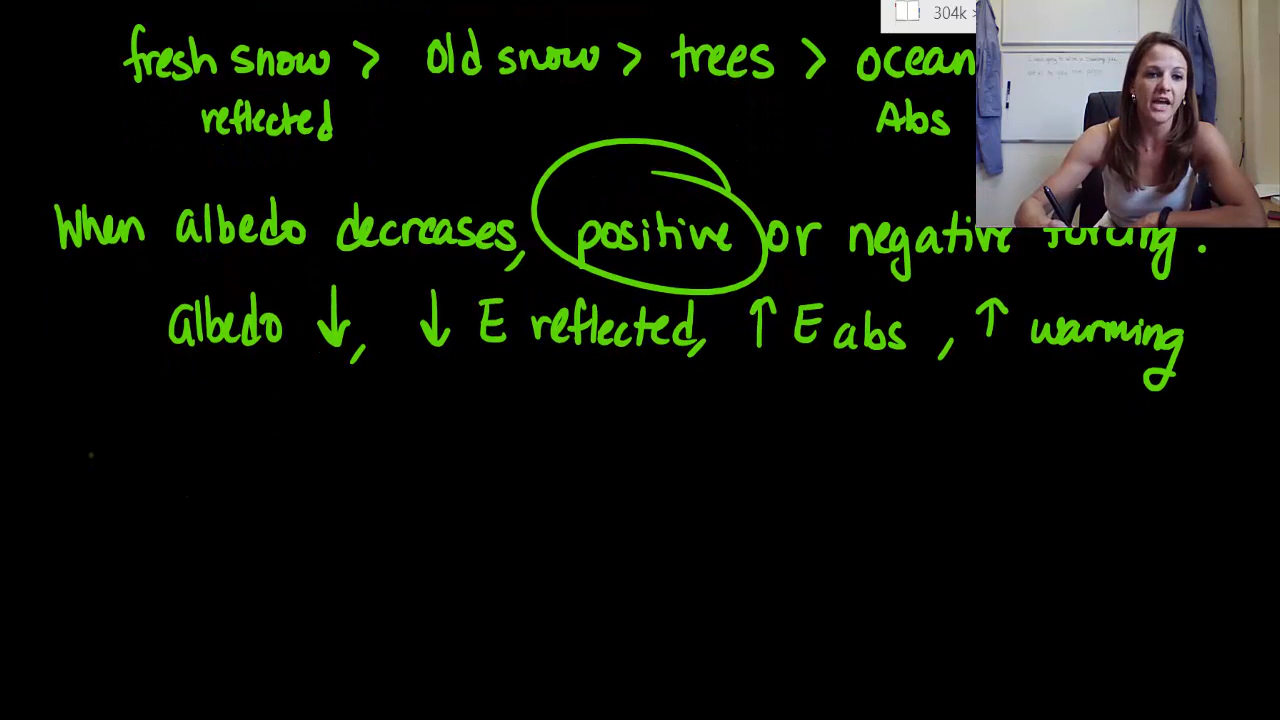 304k
fresh snow > old snow > trees > ocean
reflected
Abs
When albedo decreases, positive or negative forcing.
albedo ↓, ↓ E reflected, ↑ E abs, ↑ warming